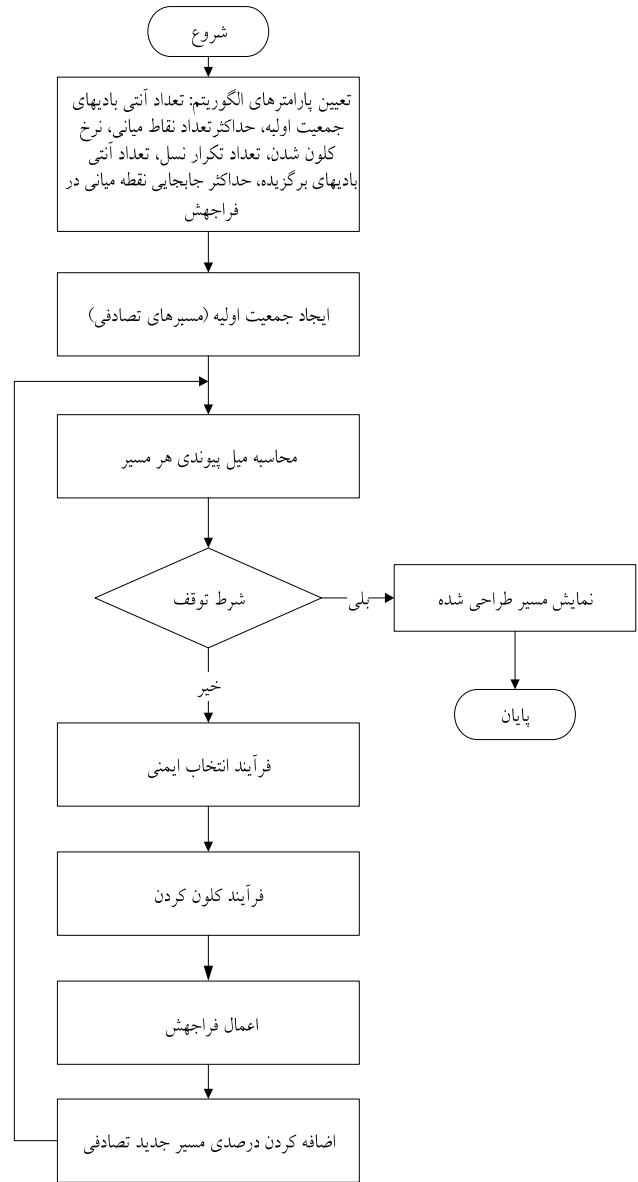 شروع
تعیین پارامترهای الگوریتم: تعداد آنتی بادیهای
جمعیت اولیه، حداکثرتعداد نقاط میانی، نرخ
کلون شدن، تعداد تکرار نسل، تعداد آنتی
بادیهای برگزیده، حداکثر جابجایی نقطه میانی در
فراجهش
ایجاد جمعیت اولیه (مسیرهای تصادفی)
محاسبه میل پیوندی هر مسیر
شرط توقف
بلی
نمایش مسیر طراحی شده
پایان
خیر
فرآیند انتخاب ایمنی
فرآیند کلون کردن
اعمال فراجهش
اضافه کردن درصدی مسیر جدید تصادفی